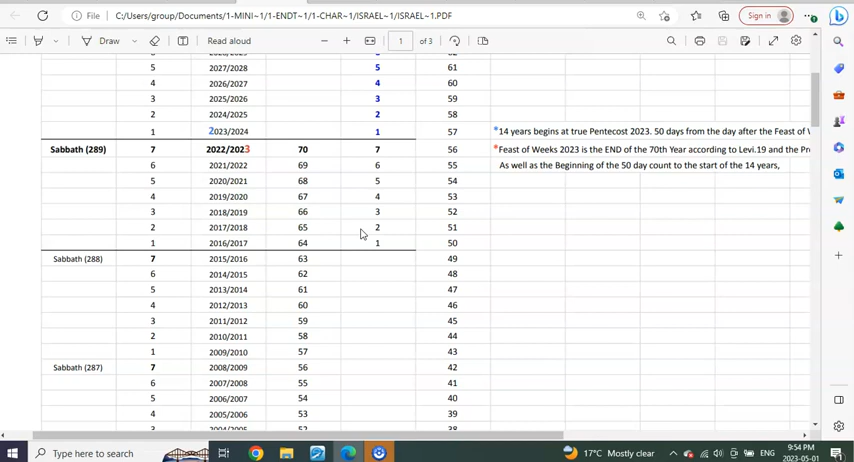 File C:/Users/group/Documents/1-MINI~1/1-ENDT~1/1-CHAR~1/ISRAEL~1/ISRAEL~1.PDF Sign in
Draw Read aloud 1 of 3
5 2027/2028 5 61
4 2026/2027 4 60
3 2025/2026 3 59
2 2024/2025 2 58
1 2023/2024 1 57 *14 years begins at true Pentecost 2023. 50 days from the day after the Feast of
Sabbath (289) 7 2022/2023 70 7 56 *Feast of Weeks 2023 is the END of the 70th Year according to Levi.19 and the
6 2021/2022 69 6 55 As well as the Beginning of the 50 day count to the start of the 14 years,
5 2020/2021 68 5 54
4 2019/2020 67 4 53
3 2018/2019 66 3 52
2 2017/2018 65 2 51
1 2016/2017 64 1 50
Sabbath (288) 7 2015/2016 63 49
6 2014/2015 62 48
5 2013/2014 61 47
4 2012/2013 60 46
3 2011/2012 59 45
2 2010/2011 58 44
1 2009/2010 57 43
Sabbath (287) 7 2008/2009 56 42
6 2007/2008 55 41
5 2006/2007 54 40
4 2005/2006 53 39
Type here to search 17°C Mostly clear ENG 9:54 PM
2023-05-01